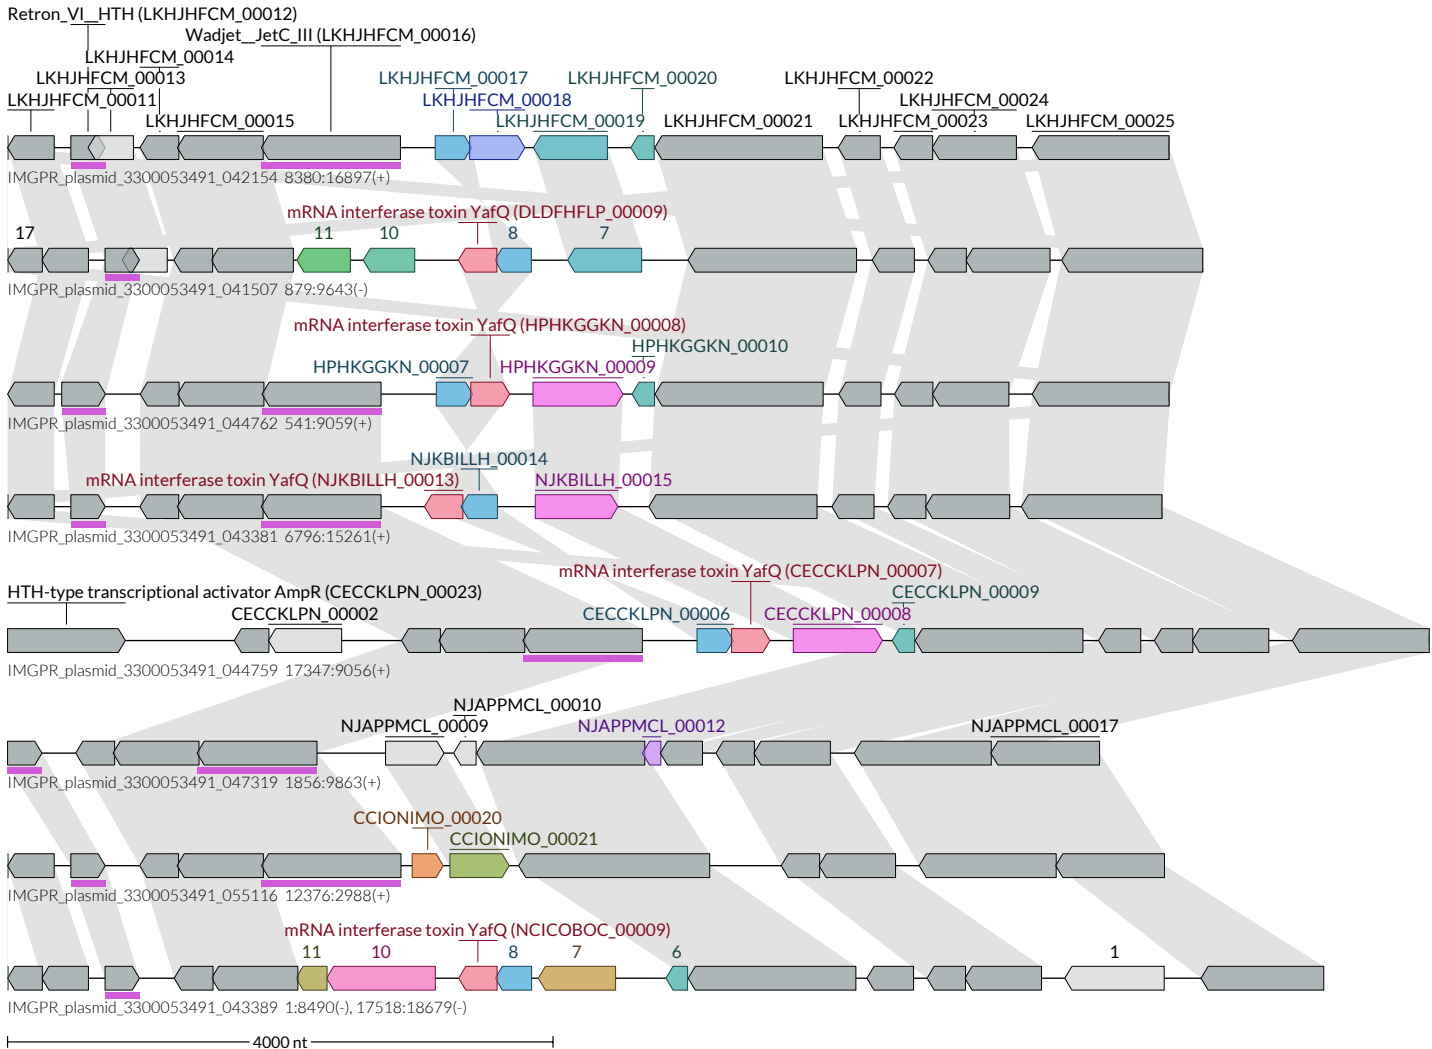 Retron_VI__HTH (LKHJHFCM_00012)
Wadjet__JetC_III (LKHJHFCM_00016)
LKHJHFCM_00014
LKHJHFCM_00013 LKHJHFCM_00017 LKHJHFCM_00020 LKHJHFCM_00022
LKHJHFCM_00011 LKHJHFCM_00018 LKHJHFCM_00024
LKHJHFCM_00015 LKHJHFCM_00019 LKHJHFCM_00021 LKHJHFCM_00023 LKHJHFCM_00025
IMGPR_plasmid_3300053491_042154 8380:16897(+)
mRNA interferase toxin YafQ (DLDFHFLP_00009)
17 11 10 8 7
IMGPR_plasmid_3300053491_041507 879:9643(-)
mRNA interferase toxin YafQ (HPHKGGKN_00008)
HPHKGGKN_00010
HPHKGGKN_00007 HPHKGGKN_00009
IMGPR_plasmid_3300053491_044762 541:9059(+)
NJKBILLH_00014
mRNA interferase toxin YafQ (NJKBILLH_00013) NJKBILLH_00015
IMGPR_plasmid_3300053491_043381 6796:15261(+)
mRNA interferase toxin YafQ (CECCKLPN_00007)
HTH-type transcriptional activator AmpR (CECCKLPN_00023) CECCKLPN_00009
CECCKLPN_00002 CECCKLPN_00006 CECCKLPN_00008
IMGPR_plasmid_3300053491_044759 17347:9056(+)
NJAPPMCL_00010
NJAPPMCL_00009 NJAPPMCL_00012 NJAPPMCL_00017
IMGPR_plasmid_3300053491_047319 1856:9863(+)
CCIONIMO_00020
CCIONIMO_00021
IMGPR_plasmid_3300053491_055116 12376:2988(+)
mRNA interferase toxin YafQ (NCICOBOC_00009)
11 10 8 7 6 1
IMGPR_plasmid_3300053491_043389 1:8490(-), 17518:18679(-)
4000 nt